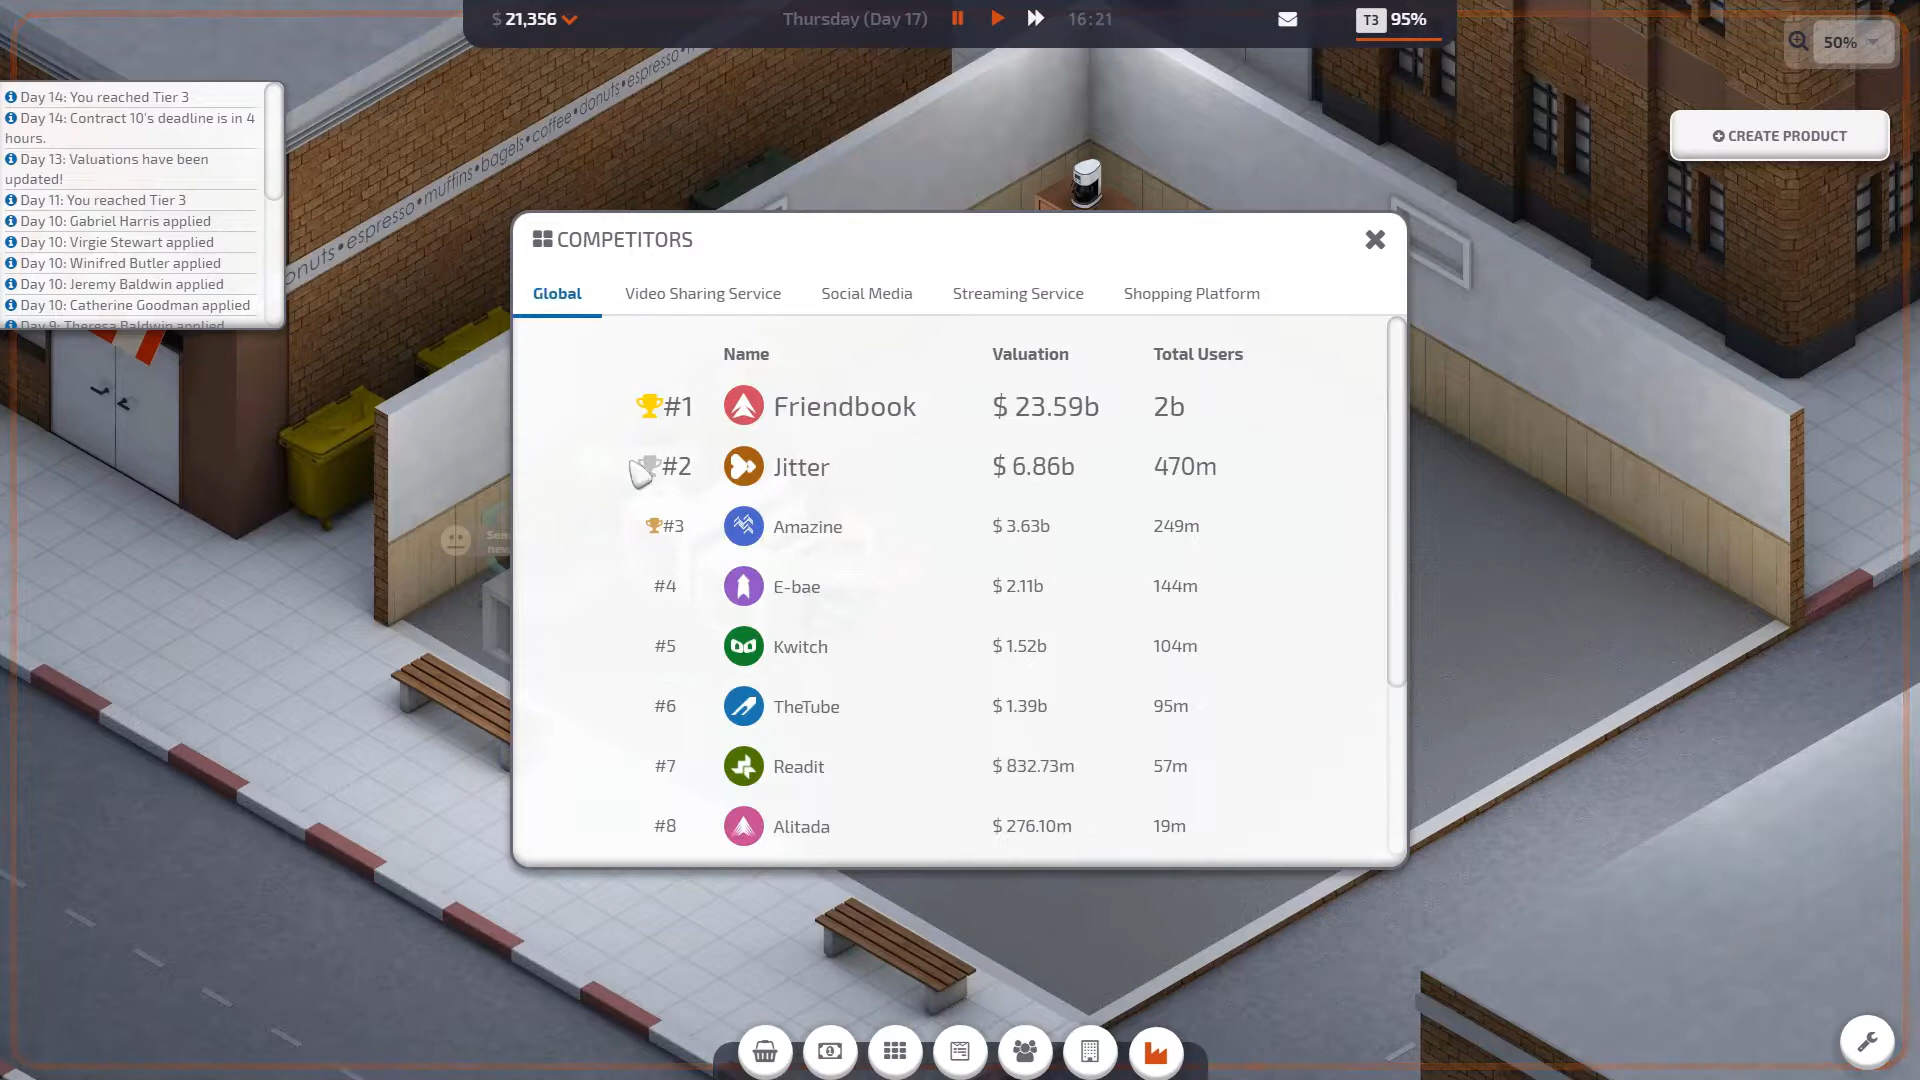 $ 21,356
Thursday (Day 17)
16:21
T3 95%
50%
Day 14: You reached Tier 3
Day 14: Contract 10's deadline is in 4
hours.
Day 13: Valuations have been
updated!
Day 11: You reached Tier 3
Day 10: Gabriel Harris applied
Day 10: Virgie Stewart applied
Day 10: Winifred Butler applied
Day 10: Jeremy Baldwin applied
Day 10: Catherine Goodman applied
Day 9: Theresa Baldwin applied
donuts•espresso•muffins•bagels•coffee•donuts•espresso
CREATE PRODUCT
COMPETITORS
Global Video Sharing Service Social Media Streaming Service Shopping Platform
Name Valuation Total Users
#1 Friendbook $ 23.59b 2b
#2 Jitter $ 6.86b 470m
#3 Amazine $ 3.63b 249m
#4 E-bae $ 2.11b 144m
#5 Kwitch $ 1.52b 104m
#6 TheTube $ 1.39b 95m
#7 Readit $ 832.73m 57m
#8 Alitada $ 276.10m 19m